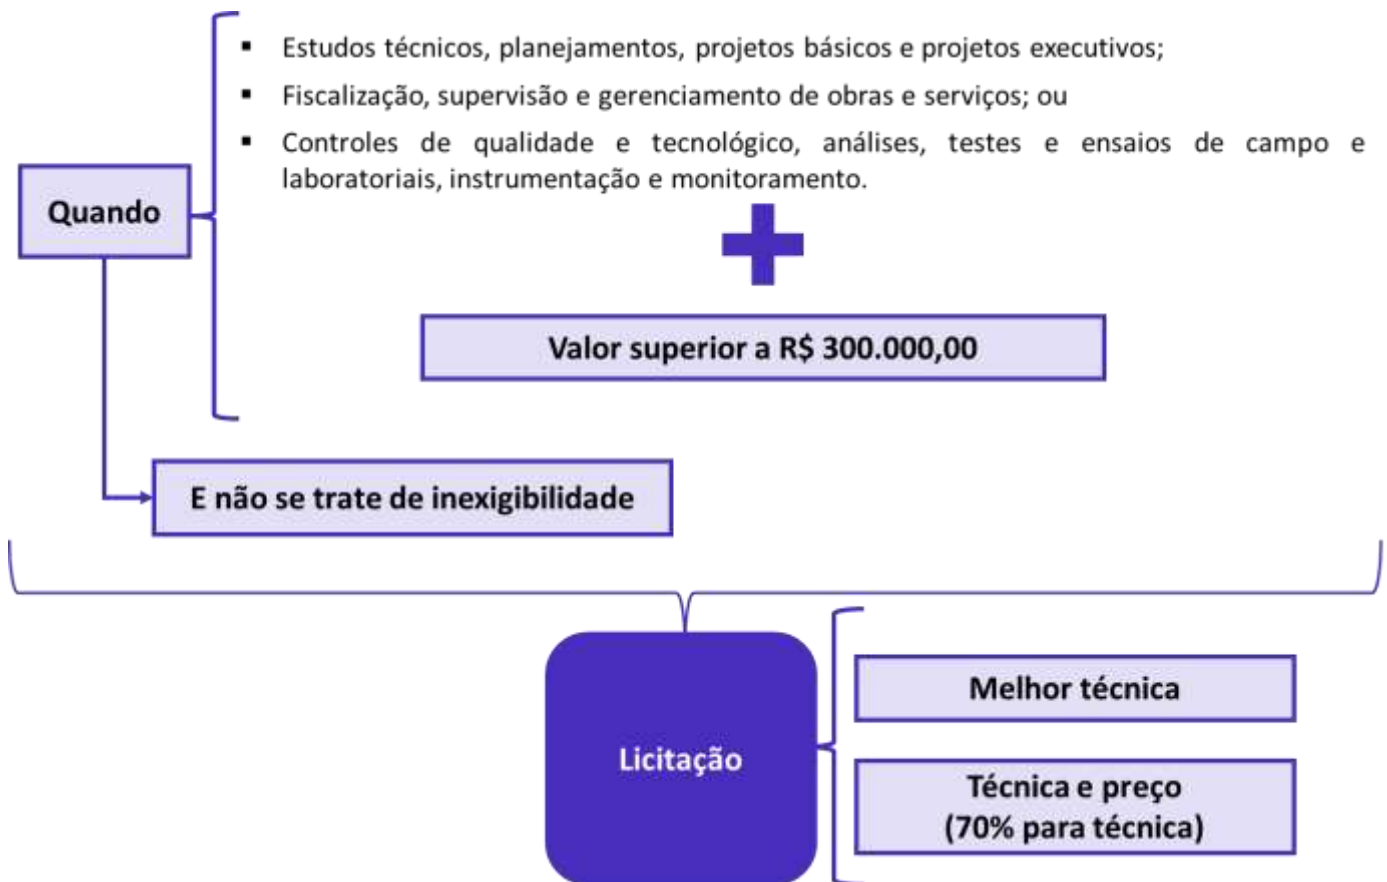 ▪ Estudos técnicos, planejamentos, projetos básicos e projetos executivos;
▪ Fiscalização, supervisão e gerenciamento de obras e serviços; ou
▪ Controles de qualidade e tecnológico, análises, testes e ensaios de campo e
laboratoriais, instrumentação e monitoramento.
Quando
Valor superior a R$ 300.000,00
E não se trate de inexigibilidade
Licitação
Melhor técnica
Técnica e preço
(70% para técnica)